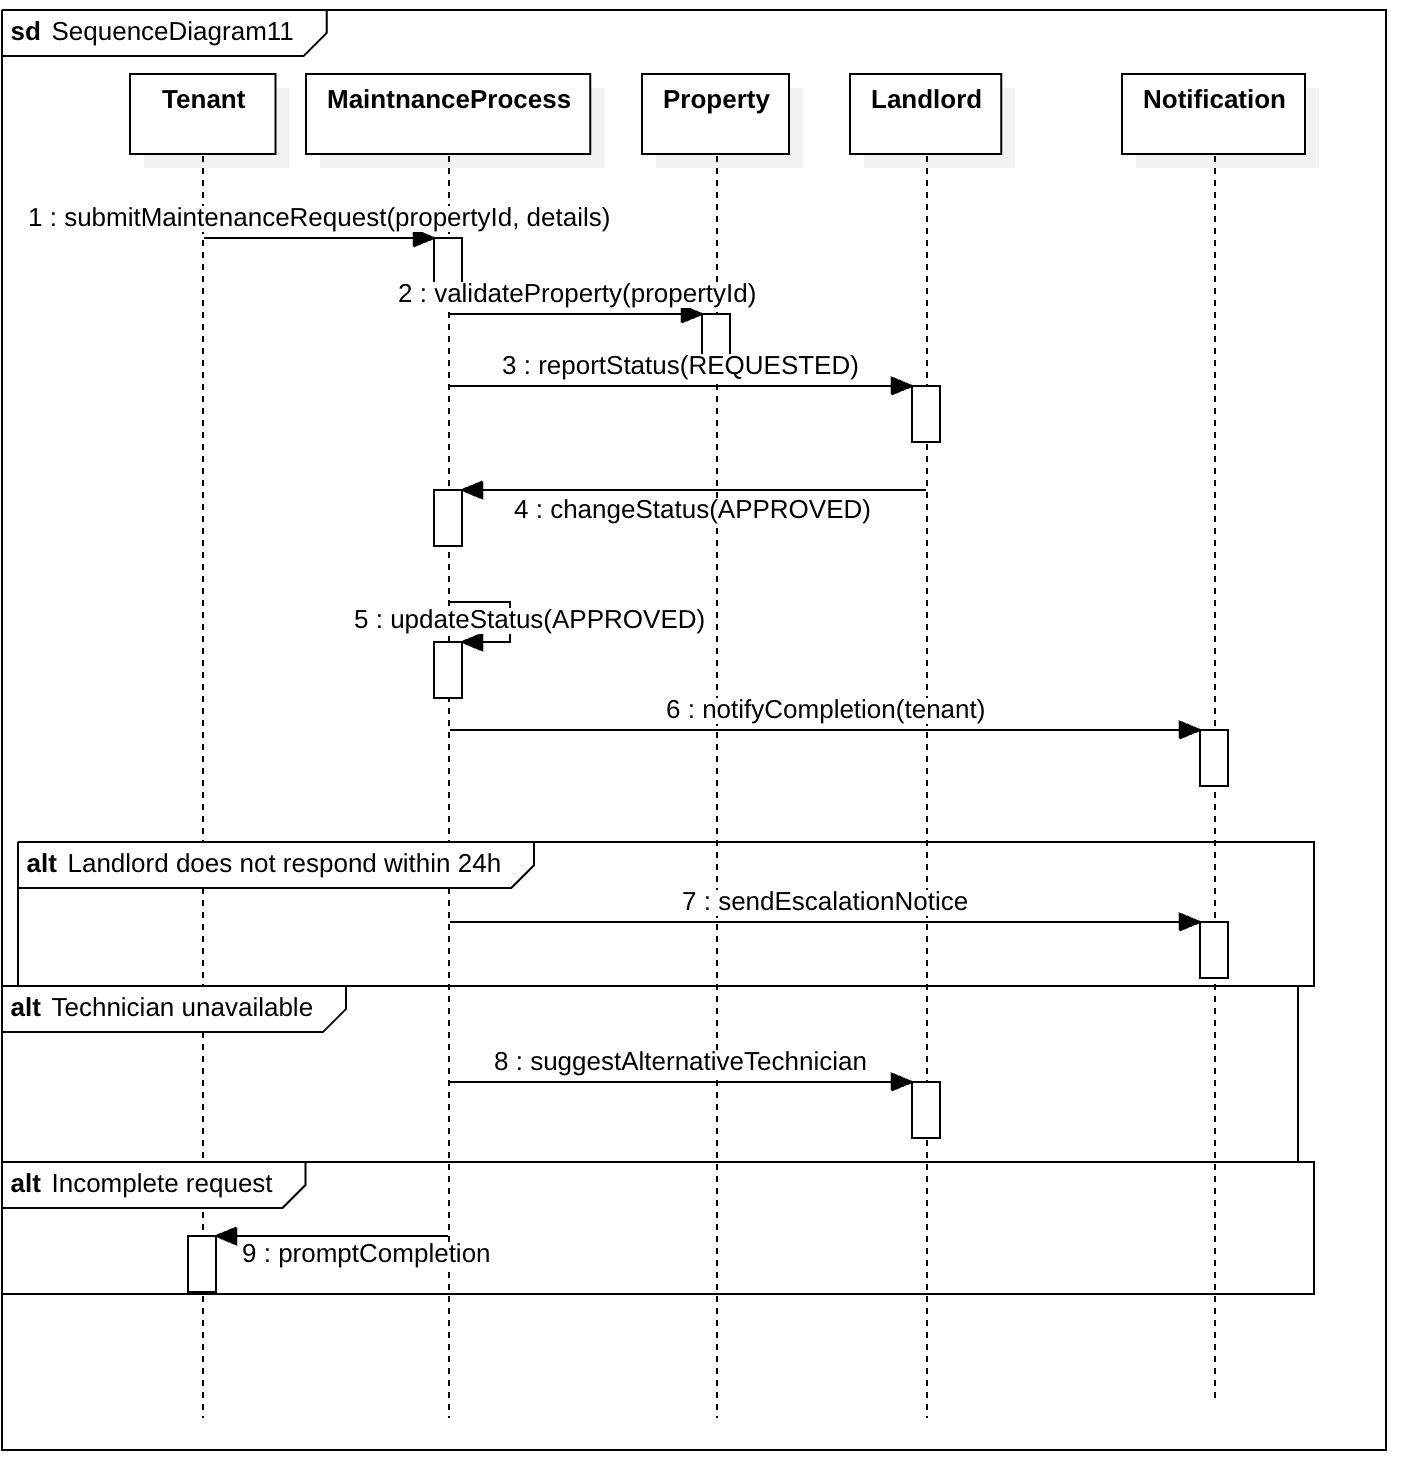 sd SequenceDiagram11
Tenant
MaintnanceProcess
Property
Landlord
Notification
1 : submitMaintenanceRequest(propertyId, details)
2 : validateProperty(propertyId)
3 : reportStatus(REQUESTED)
4 : changeStatus(APPROVED)
5 : updateStatus(APPROVED)
6 : notifyCompletion(tenant)
alt Landlord does not respond within 24h
7 : sendEscalationNotice
alt Technician unavailable
8 : suggestAlternativeTechnician
alt Incomplete request
9 : promptCompletion